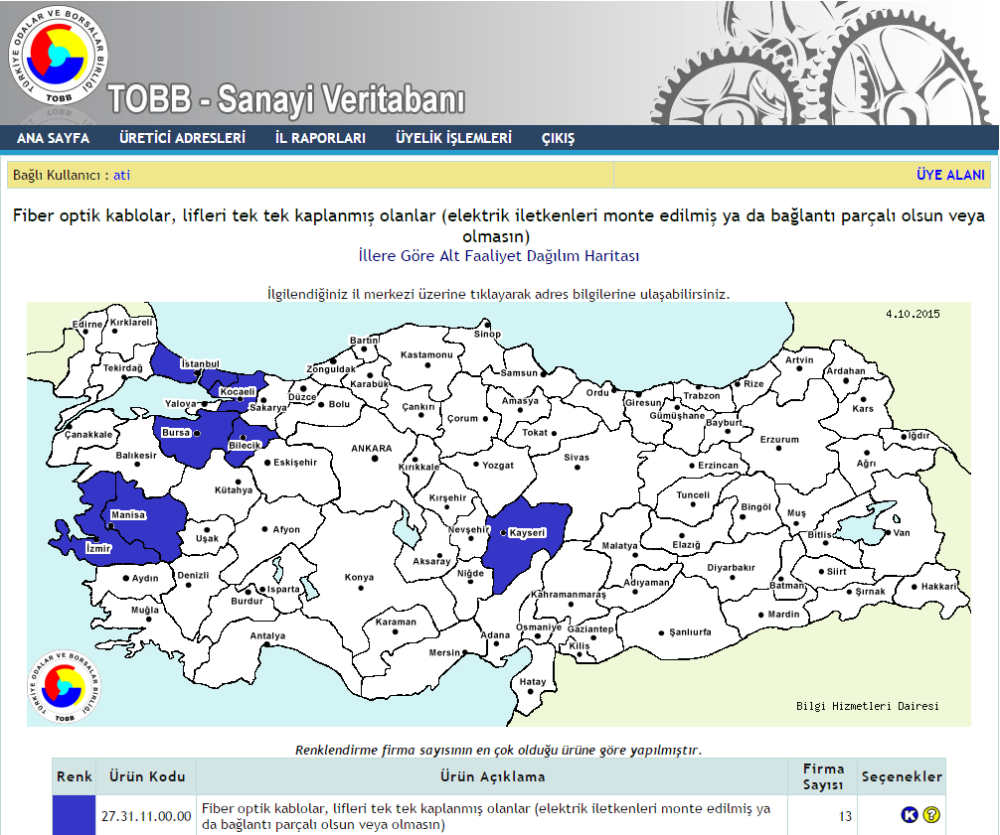 TÜRKİYE ODALAR VE BORSALAR BİRLİĞİ
TOBB
TOBB - Sanayi Veritabanı
ANA SAYFA ÜRETİCİ ADRESLERİ İL RAPORLARI ÜYELİK İŞLEMLERİ ÇIKIŞ
Bağlı Kullanıcı : ati ÜYE ALANI
Fiber optik kablolar, lifleri tek tek kaplanmış olanlar (elektrik iletkenleri monte edilmiş ya da bağlantı parçalı olsun veya
olmasın)
İllere Göre Alt Faaliyet Dağılım Haritası
İlgilendiğiniz il merkezi üzerine tıklayarak adres bilgilerine ulaşabilirsiniz.
4.10.2015
Edirne Kırklareli
Sinop
Bartın
Kastamonu
Artvin
İstanbul
Tekirdağ
Zonguldak
Samsun
Ardahan
Karabük
Rize
Kocaeli
Düzce
Ordu
Trabzon
Yalova
Sakarya
Bolu
Çankırı
Amasya
Giresun
Kars
Gümüşhane
Çorum
Bayburt
Çanakkale
Bursa
Tokat
Erzurum
Iğdır
Bilecik
ANKARA
Balıkesir
Eskişehir
Kırıkkale
Yozgat
Sivas
Erzincan
Ağrı
Kütahya
Kırşehir
Tunceli
Manisa
Bingöl
Muş
Uşak
Afyon
Nevşehir
Kayseri
Bitlis
Van
İzmir
Malatya
Elazığ
Aksaray
Aydın
Denizli
Konya
Niğde
Diyarbakır
Siirt
Isparta
Adıyaman
Batman
Şırnak
Hakkari
Burdur
Kahramanmaraş
Muğla
Mardin
Karaman
Osmaniye
Gaziantep
Şanlıurfa
Antalya
Adana
Kilis
Mersin
Hatay
TÜRKİYE ODALAR VE BORSALAR BİRLİĞİ
TOBB
Bilgi Hizmetleri Dairesi
Renklendirme firma sayısının en çok olduğu ürüne göre yapılmıştır.
Renk Ürün Kodu Ürün Açıklama Firma Sayısı Seçenekler
27.31.11.00.00 Fiber optik kablolar, lifleri tek tek kaplanmış olanlar (elektrik iletkenleri monte edilmiş ya 13 K ?
da bağlantı parçalı olsun veya olmasın)